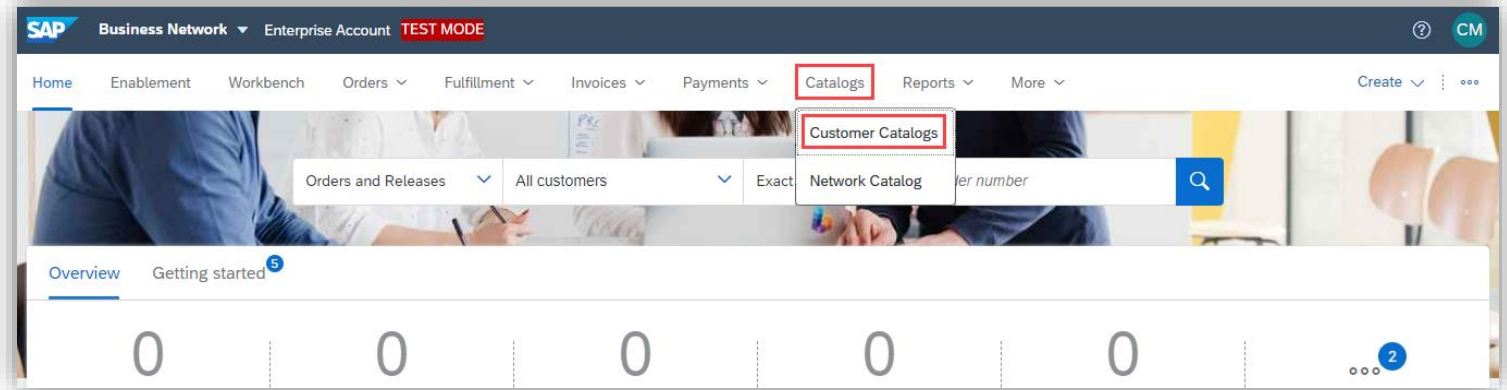 SAP Business Network Enterprise Account TEST MODE ? CM
Home Enablement Workbench Orders Fulfillment Invoices Payments Catalogs Reports More Create
Customer Catalogs
Orders and Releases All customers Exact Network Catalog der number
Overview Getting started 5
0 0 0 0 0 2